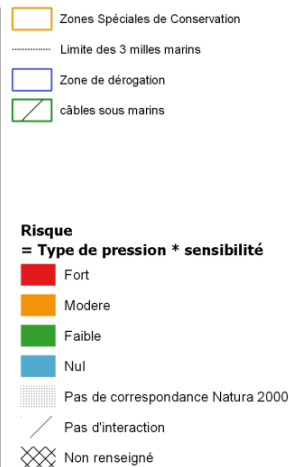 Zones Spéciales de Conservation
Limite des 3 milles marins
Zone de dérogation
câbles sous marins
Risque
= Type de pression * sensibilité
Fort
Modere
Faible
Nul
Pas de correspondance Natura 2000
Pas d'interaction
Non renseigné